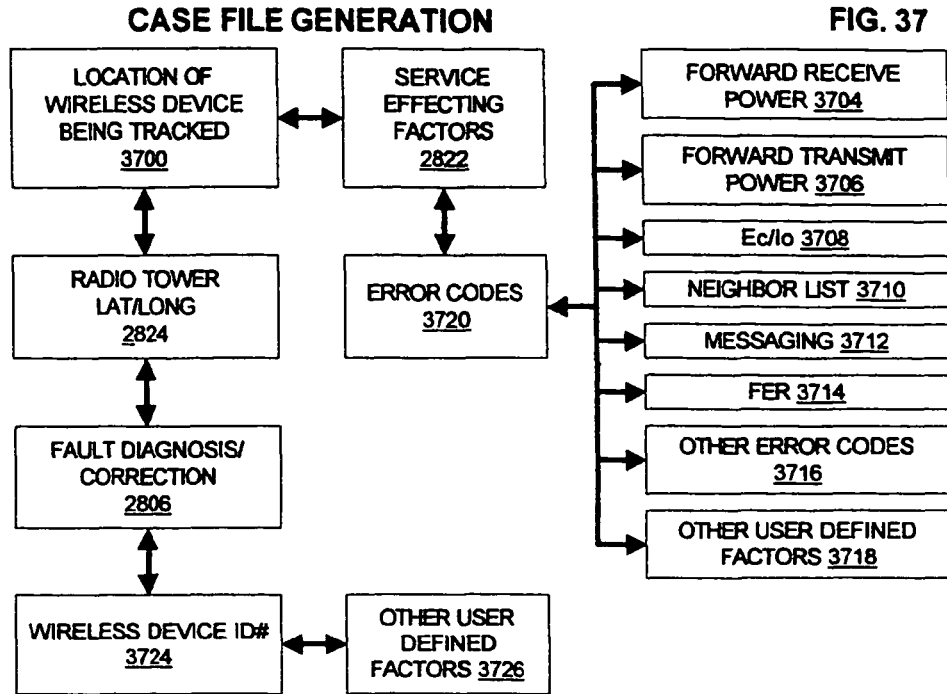 CASE FILE GENERATION
FIG. 37
LOCATION OF
WIRELESS DEVICE
BEING TRACKED
3700
SERVICE
EFFECTING
FACTORS
2822
RADIO TOWER
LAT/LONG
2824
ERROR CODES
3720
FAULT DIAGNOSIS/
CORRECTION
2806
WIRELESS DEVICE ID#
3724
OTHER USER
DEFINED
FACTORS 3726
FORWARD RECEIVE
POWER 3704
FORWARD TRANSMIT
POWER 3706
Ec/Io 3708
NEIGHBOR LIST 3710
MESSAGING 3712
FER 3714
OTHER ERROR CODES
3716
OTHER USER DEFINED
FACTORS 3718